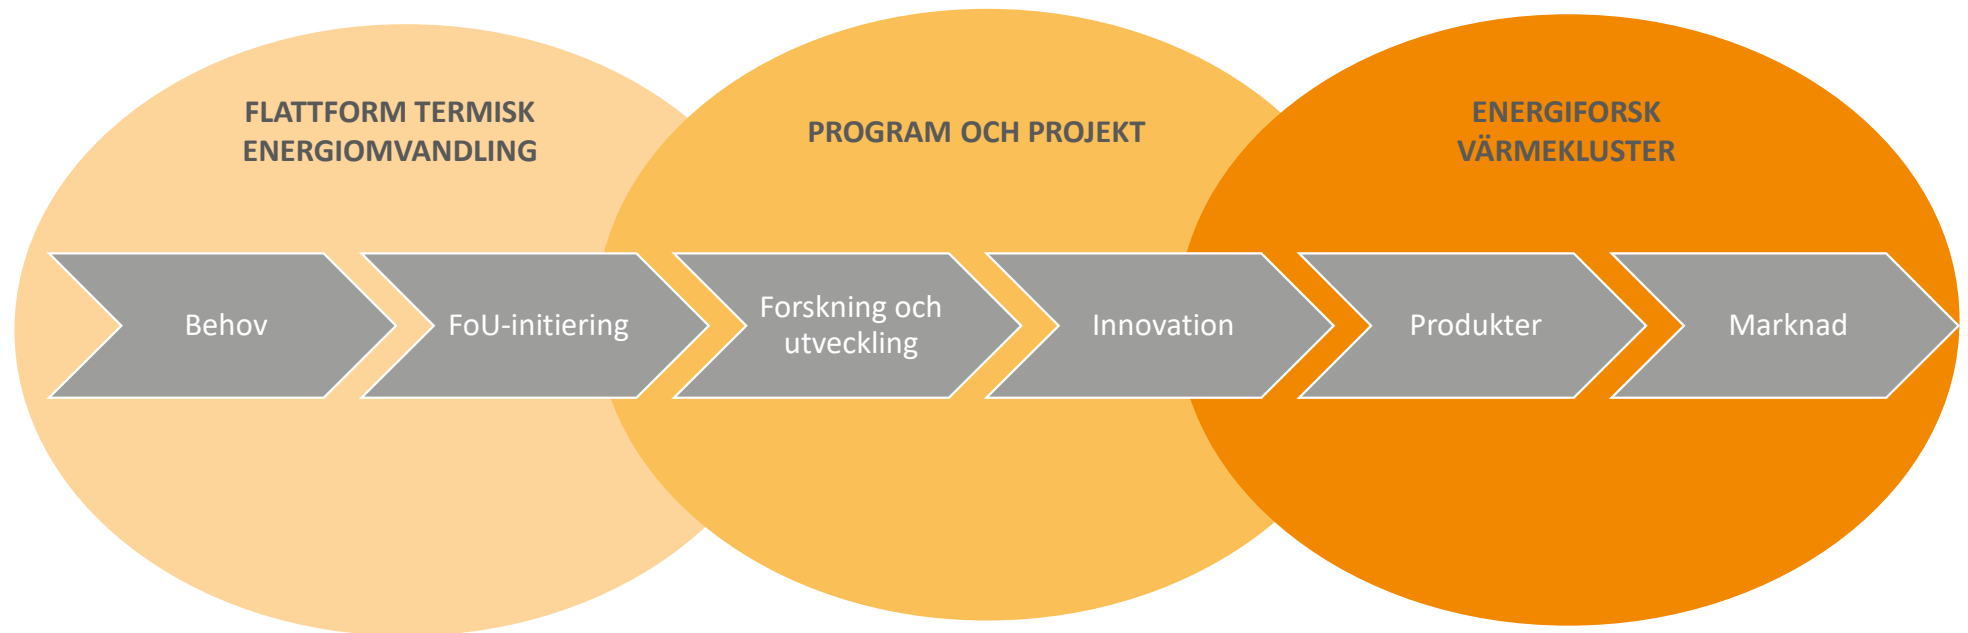 FLATTFORM TERMISK
ENERGIOMVANDLING
PROGRAM OCH PROJEKT
ENERGIFORSK
VÄRMEKLUSTER
Behov
FoU-initiering
Forskning och
utveckling
Innovation
Produkter
Marknad